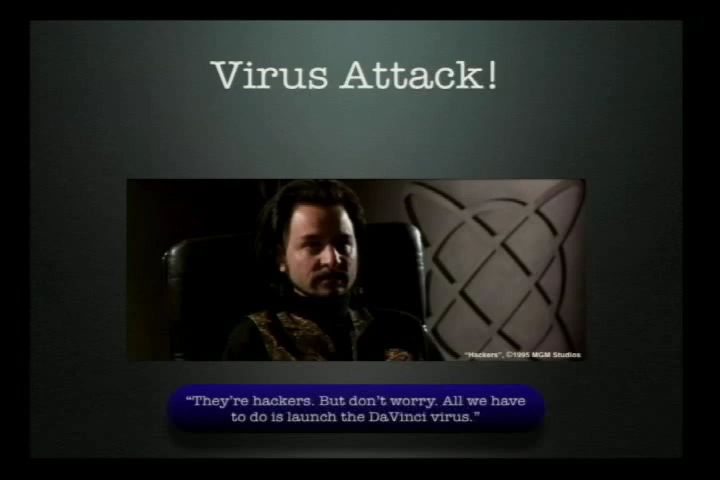 Virus Attack!
"Hackers", ©1995 MGM Studios
“They're hackers. But don't worry. All we have
to do is launch the DaVinci virus.”